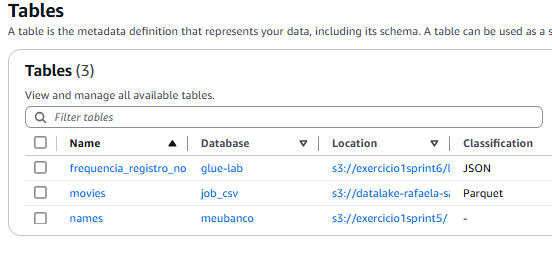 Tables
A table is the metadata definition that represents your data, including its schema. A table can be used as a s
Tables (3)
View and manage all available tables.
Filter tables
Name Database Location Classification
frequencia_registro_no glue-lab s3://exercicio1sprint6/l JSON
movies job_csv s3://datalake-rafaela-sa Parquet
names meubanco s3://exercicio1sprint5/ -